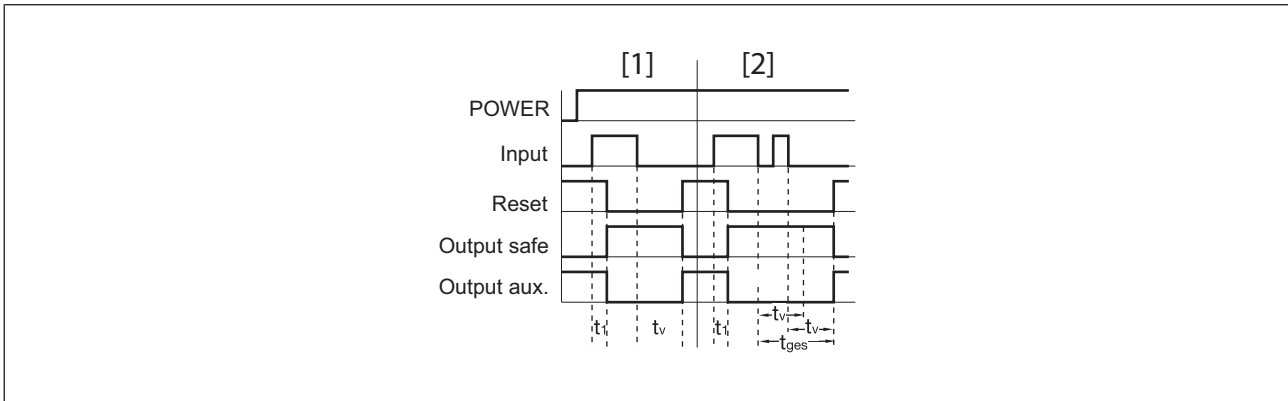 [1] [2]
POWER
Input
Reset
Output safe
Output aux.
tv
t1 tv t1 tv
tges